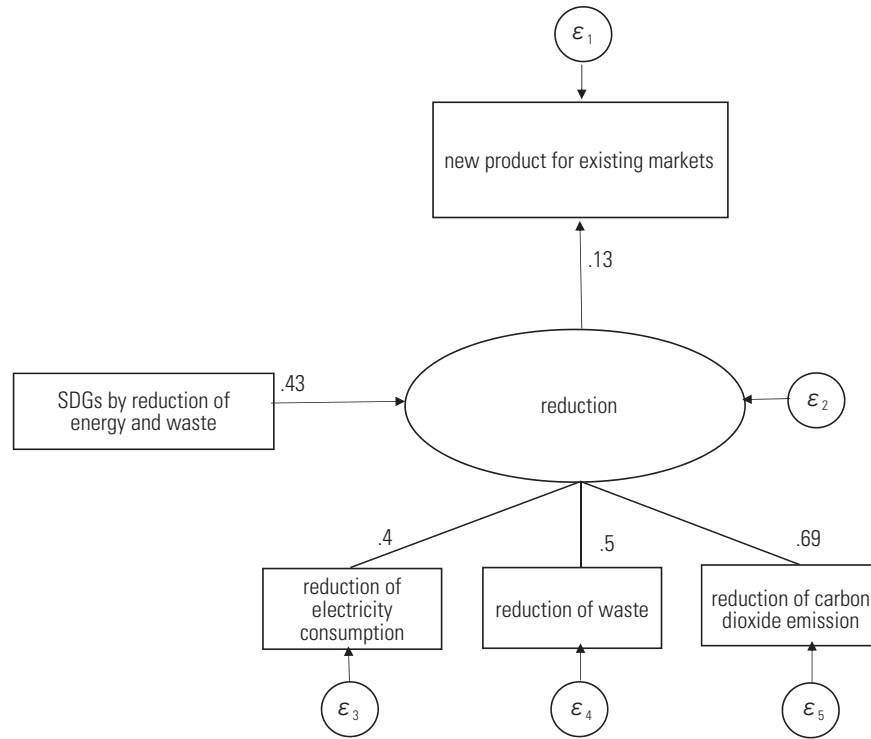 ε1
new product for existing markets
.13
.43
SDGs by reduction of
energy and waste
reduction
ε2
.4
.5
.69
reduction of
electricity
consumption
reduction of waste
reduction of carbon
dioxide emission
ε3
ε4
ε5